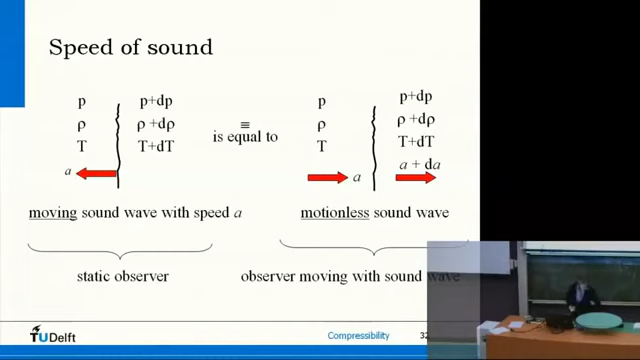 Speed of sound
p p+dp
ρ ρ +dρ
T T+dT
a
≡
is equal to
p p+dp
ρ ρ +dρ
T T+dT
a a + da
moving sound wave with speed a
motionless sound wave
static observer
observer moving with sound wave
TUDelft
Compressibility 32